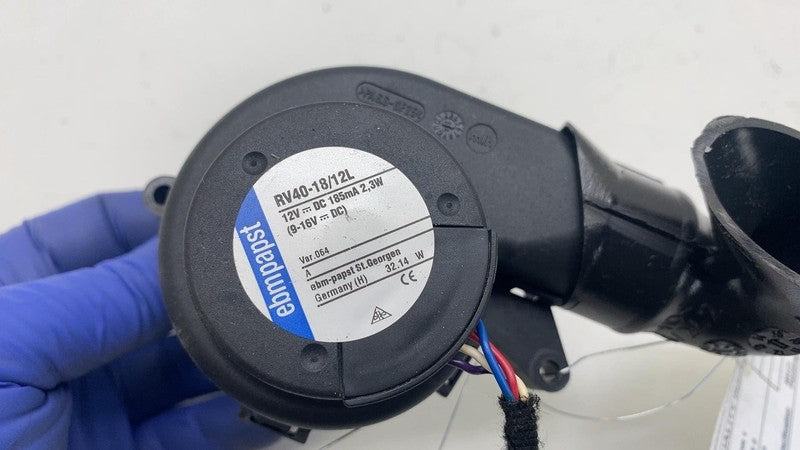 RV40-18/12L
12V ⎓ DC 185mA 2,3W
(9-16V ⎓ DC)
Var.064
A
ebm-papst St.Georgen
Germany (H) 32.14 W
CE
ebmpapst